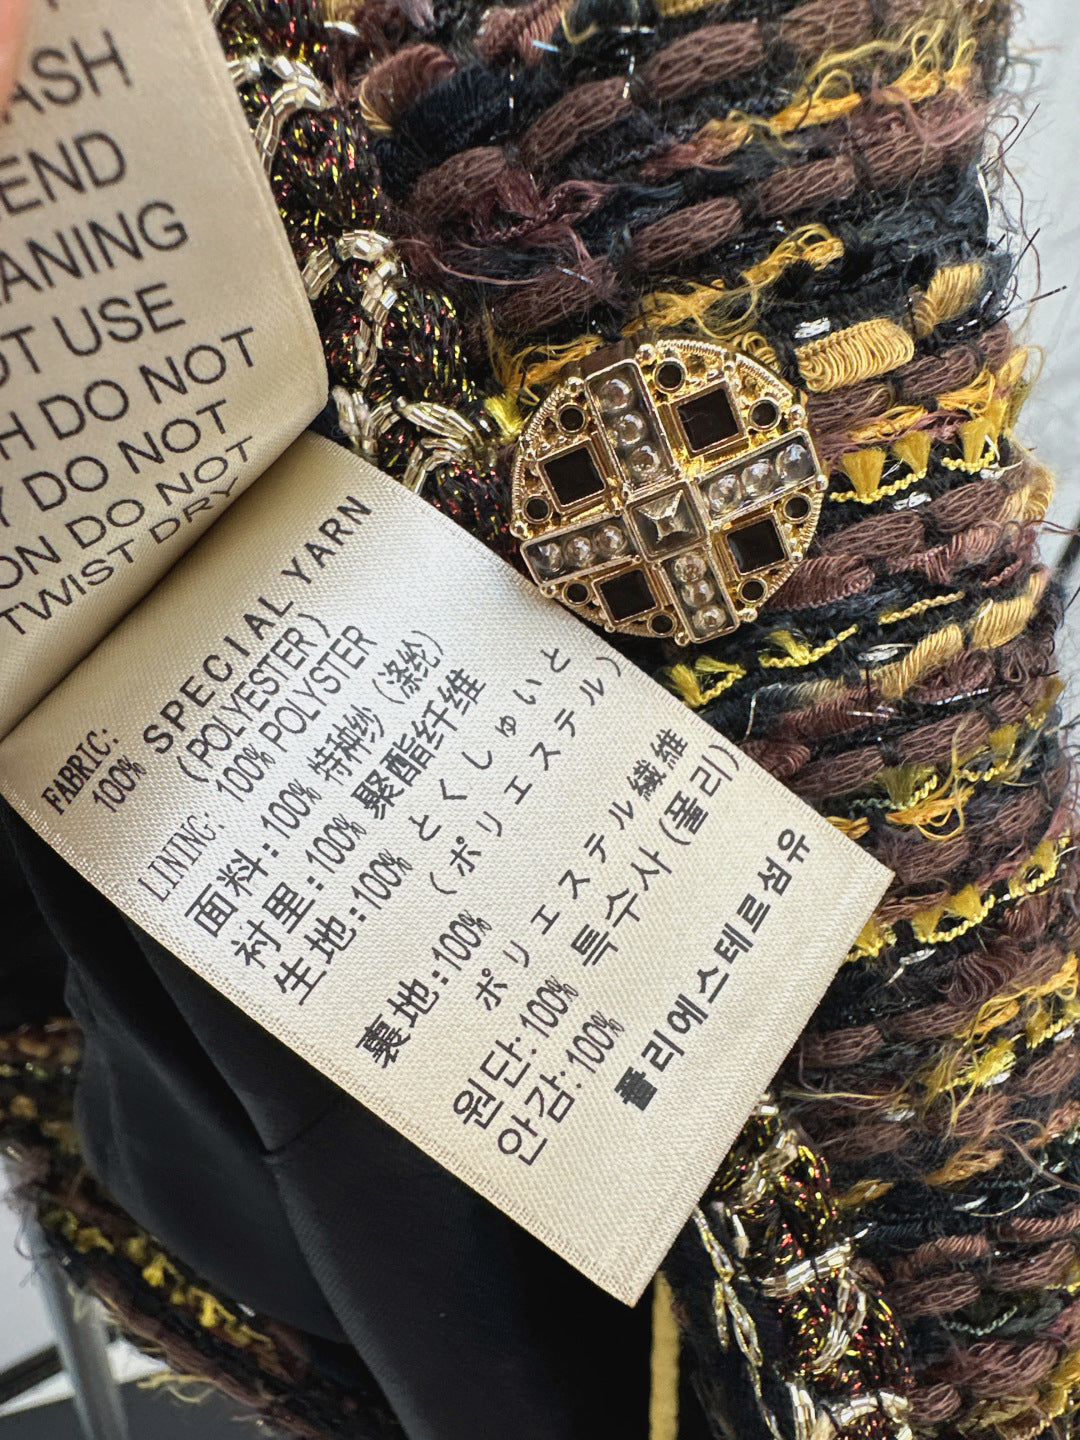 ASH
END
ANING
OT USE
H DO NOT
Y DO NOT
ON DO NOT
TWIST DRY
FABRIC:
100% SPECIAL YARN
(POLYESTER)
LINING: 100% POLYSTER
面料:100% 特种纱(涤纶)
衬里:100% 聚酯纤维
生地:100% とくしゅいと
(ポリエステル)
裏地:100%
ポリエステル繊維
원단:100% 특수사(폴리)
안감:100%
폴리에스테르섬유